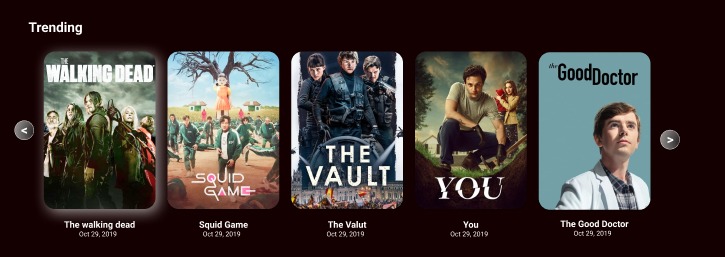 Trending
THE
WALKING DEAD
SQUID
GAME
THE
VAULT
YOU
the Good Doctor
<
>
The walking dead
Oct 29, 2019
Squid Game
Oct 29, 2019
The Valut
Oct 29, 2019
You
Oct 29, 2019
The Good Doctor
Oct 29, 2019